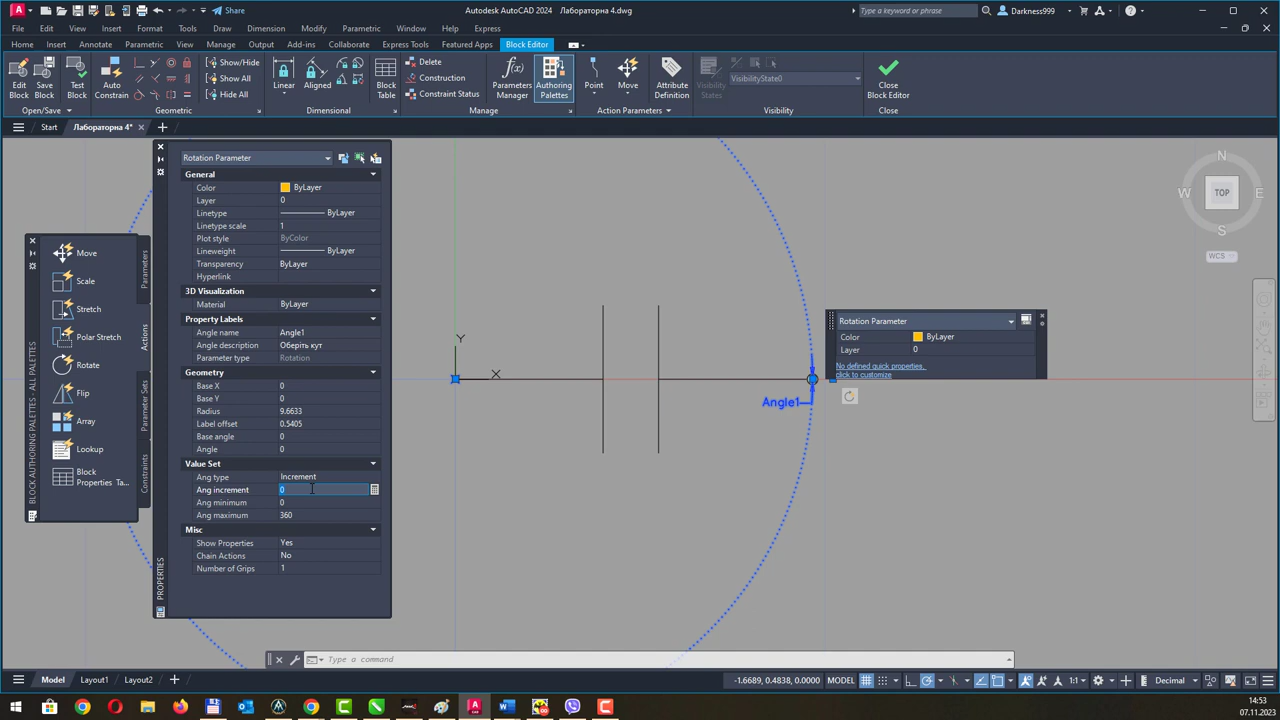 Share
Autodesk AutoCAD 2024 Лабораторна 4.dwg
Type a keyword or phrase
Darkness999
File Edit View Insert Format Tools Draw Dimension Modify Parametric Window Help Express
Home Insert Annotate Parametric View Manage Output Add-ins Collaborate Express Tools Featured Apps Block Editor
Edit Block
Save Block
Test Block
Auto Constrain
Show/Hide
Show All
Hide All
Linear
Aligned
Block Table
Delete
Construction
Constraint Status
Parameters Manager
Authoring Palettes
Point
Move
Attribute Definition
Visibility States
VisibilityState0
Close Block Editor
Open/Save
Geometric
Dimensional
Manage
Action Parameters
Visibility
Close
Start
Лабораторна 4*
Rotation Parameter
General
Color ByLayer
Layer 0
Linetype ByLayer
Linetype scale 1
Plot style ByColor
Lineweight ByLayer
Transparency ByLayer
Hyperlink
3D Visualization
Material ByLayer
Property Labels
Angle name Angle1
Angle description Оберіть кут
Parameter type Rotation
Geometry
Base X 0
Base Y 0
Radius 9.6633
Label offset 0.5405
Base angle 0
Angle 0
Value Set
Ang type Increment
Ang increment 0
Ang minimum 0
Ang maximum 360
Misc
Show Properties Yes
Chain Actions No
Number of Grips 1
PROPERTIES
Move
Scale
Stretch
Polar Stretch
Rotate
Flip
Array
Lookup
Block Properties Ta...
Parameters
Actions
Parameter Sets
Constraints
BLOCK AUTHORING PALETTES - ALL PALETTES
Y
X
Angle1
Rotation Parameter
Color ByLayer
Layer 0
No defined quick properties,
click to customize
N
W TOP E
S
WCS
Type a command
Model Layout1 Layout2
-1.6689, 0.4838, 0.0000 MODEL
1:1
Decimal
14:53
07.11.2023